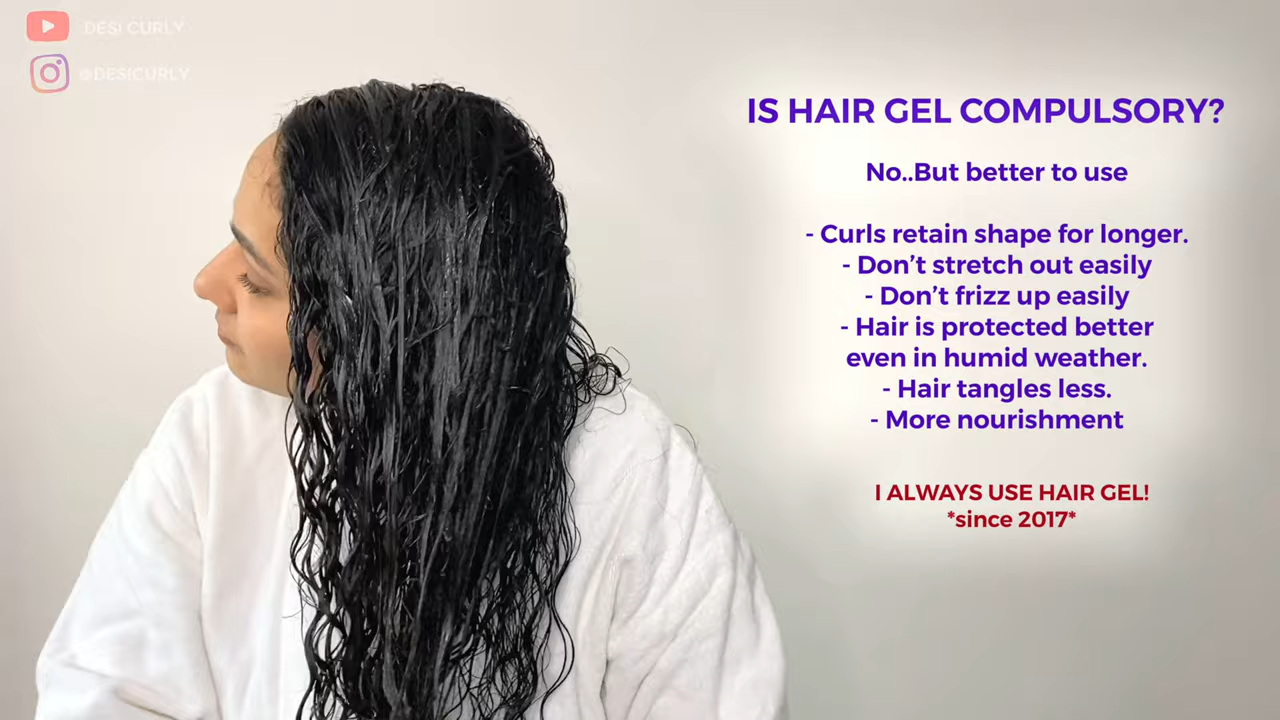 DESI CURLY
@DESICURLY
IS HAIR GEL COMPULSORY?
No..But better to use
- Curls retain shape for longer.
- Don’t stretch out easily
- Don’t frizz up easily
- Hair is protected better
even in humid weather.
- Hair tangles less.
- More nourishment
I ALWAYS USE HAIR GEL!
*since 2017*